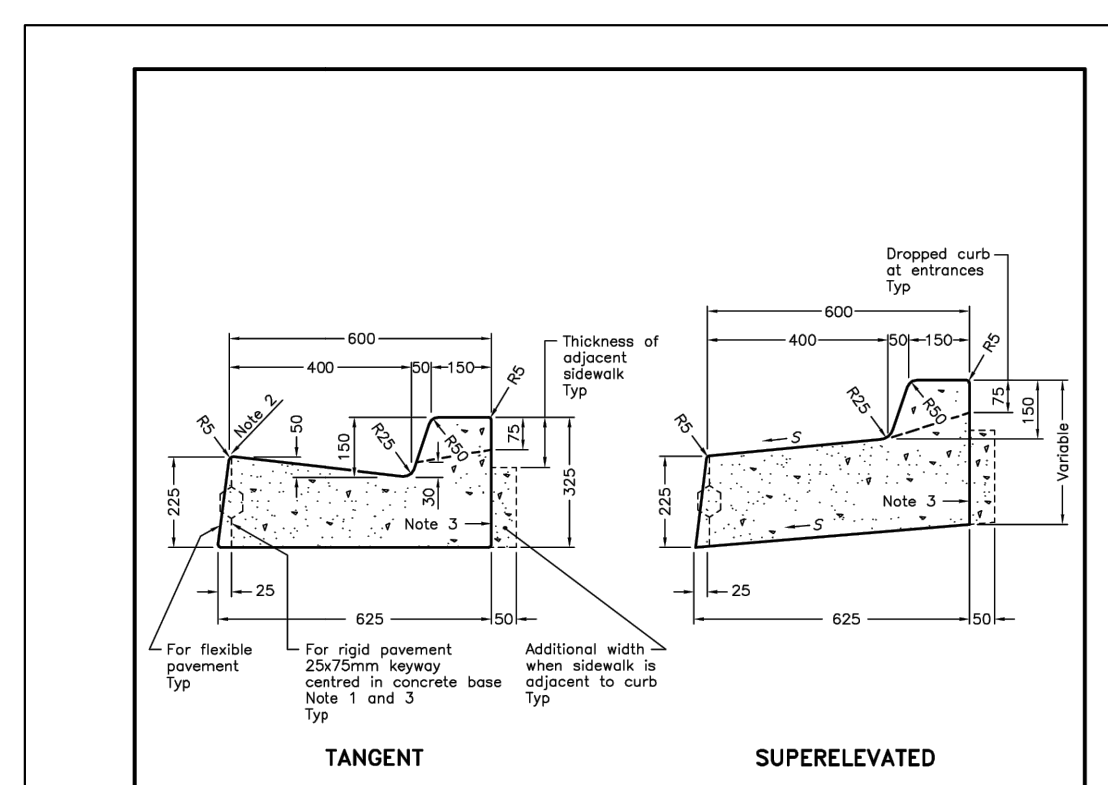 600
400
50
150
R5
Thickness of
adjacent
sidewalk
Typ
R5
Note 2
50
150
R25
R50
75
30
225
325
Note 3
25
625
50
For flexible
pavement
Typ
For rigid pavement
25x75mm keyway
centred in concrete base
Note 1 and 3
Typ
Additional width
when sidewalk is
adjacent to curb
Typ
TANGENT
Dropped curb
at entrances
Typ
600
400
50
150
R5
R5
R25
R50
75
150
Variable
S
225
Note 3
S
25
625
50
SUPERELEVATED